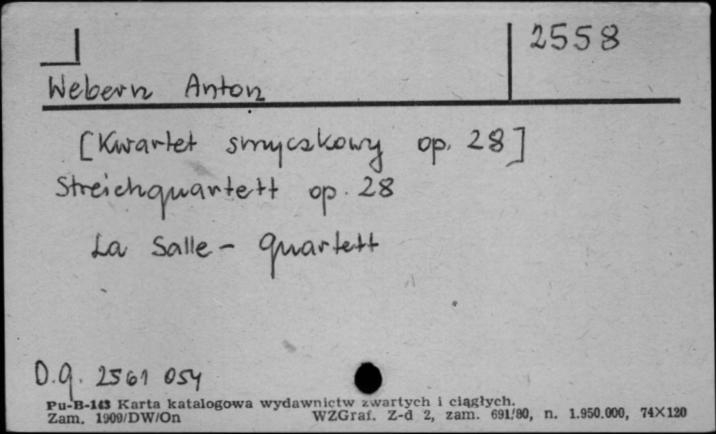 2558
Webern Anton
[Kwartet smyczkowy op. 28]
Streichquartett op. 28
La Salle - Quartett
D.g. 2561 054
Pu-B-143 Karta katalogowa wydawnictw zwartych i ciągłych.
Zam. 1909/DW/On WZGraf. Z-d 2, zam. 691/80, n. 1.950.000, 74X120